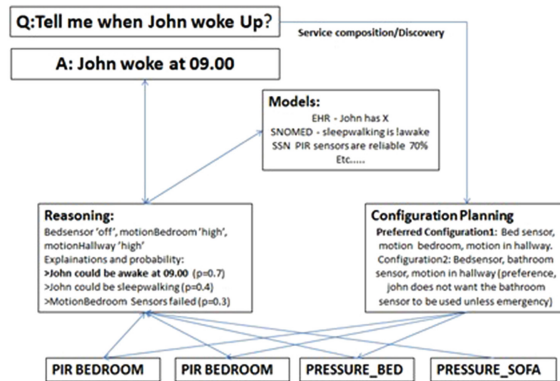 Q:Tell me when John woke Up?
Service composition/Discovery
A: John woke at 09.00
Models:
EHR - John has X
SNOMED - sleepwalking is !awake
SSN PIR sensors are reliable 70%
Etc.....
Reasoning:
Bedsensor 'off', motionBedroom 'high',
motionHallway 'high'
Explainations and probability:
>John could be awake at 09.00 (p=0.7)
>John could be sleepwalking (p=0.4)
>MotionBedroom Sensors failed (p=0.3)
Configuration Planning
Preferred Configuration1: Bed sensor,
motion bedroom, motion in hallway.
Configuration2: Bedsensor, bathroom
sensor, motion in hallway (preference,
john does not want the bathroom
sensor to be used unless emergency)
PIR BEDROOM
PIR BEDROOM
PRESSURE_BED
PRESSURE_SOFA